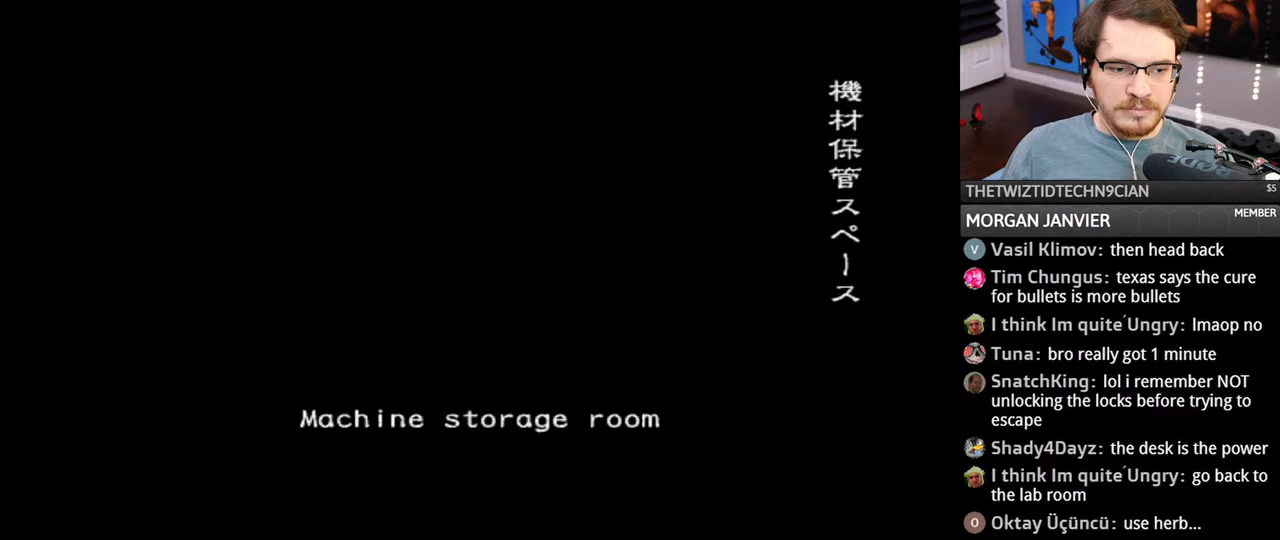 機材保管スペース
Machine storage room
THETWIZTIDTECHN9CIAN $5
MORGAN JANVIER MEMBER
V Vasil Klimov: then head back
Tim Chungus: texas says the cure
for bullets is more bullets
I think Im quite´Ungry: lmaop no
Tuna: bro really got 1 minute
SnatchKing: lol i remember NOT
unlocking the locks before trying to
escape
Shady4Dayz: the desk is the power
I think Im quite´Ungry: go back to
the lab room
O Oktay Üçüncü: use herb...
RØDE